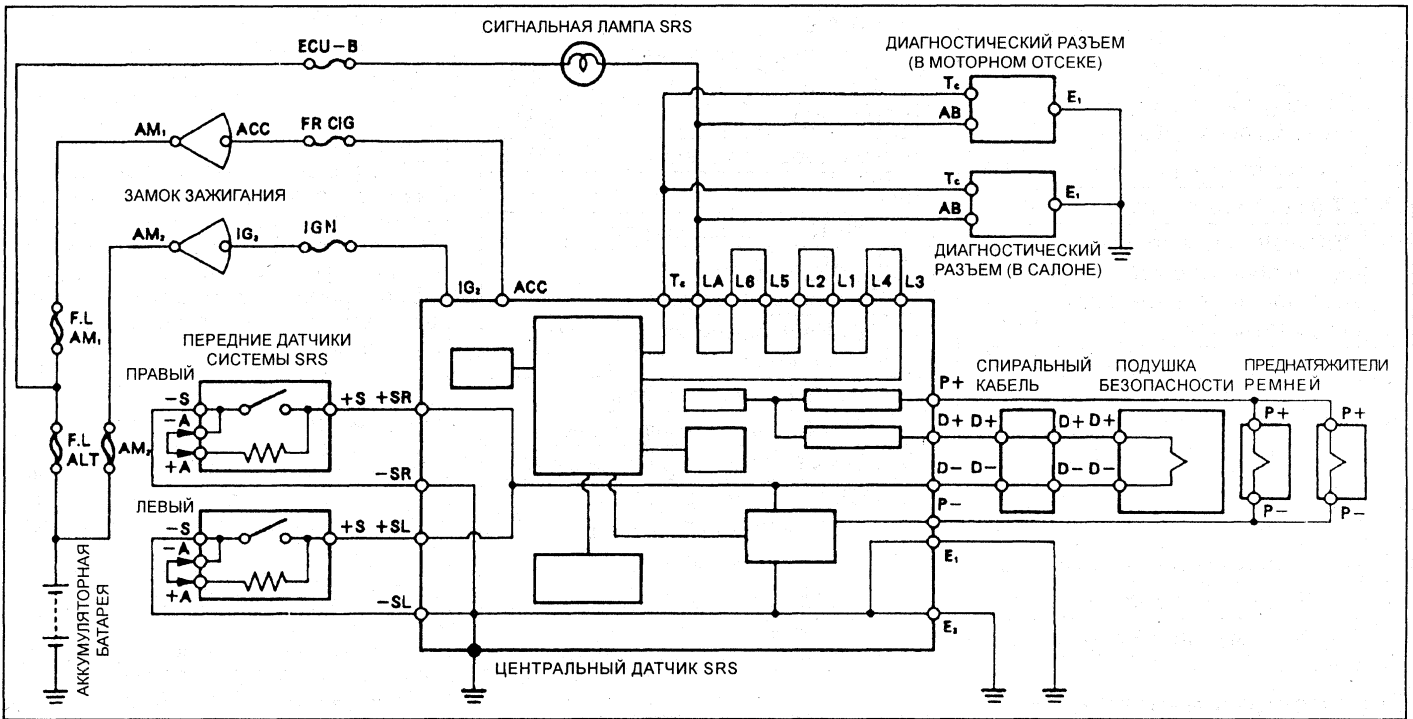 СИГНАЛЬНАЯ ЛАМПА SRS
ECU-B
ДИАГНОСТИЧЕСКИЙ РАЗЪЕМ
(В МОТОРНОМ ОТСЕКЕ)
Tc
AB
E₁
AM₁
ACC
FR CIG
ЗАМОК ЗАЖИГАНИЯ
AM₂
IG₂
IGN
Tc
AB
E₁
ДИАГНОСТИЧЕСКИЙ
РАЗЪЕМ (В САЛОНЕ)
IG₂
ACC
Tc
LA
L6
L5
L2
L1
L4
L3
F.L
AM₁
F.L
ALT
AM₂
АККУМУЛЯТОРНАЯ
БАТАРЕЯ
ПЕРЕДНИЕ ДАТЧИКИ
СИСТЕМЫ SRS
ПРАВЫЙ
-S
-A
+A
+S
+SR
-SR
ЛЕВЫЙ
-S
-A
+A
+S
+SL
-SL
P+
D+
D-
P-
E₁
E₂
СПИРАЛЬНЫЙ
КАБЕЛЬ
D+
D-
D+
D-
ПОДУШКА
БЕЗОПАСНОСТИ
D+
D-
ПРЕДНАТЯЖИТЕЛИ
РЕМНЕЙ
P+
P-
P+
P-
ЦЕНТРАЛЬНЫЙ ДАТЧИК SRS